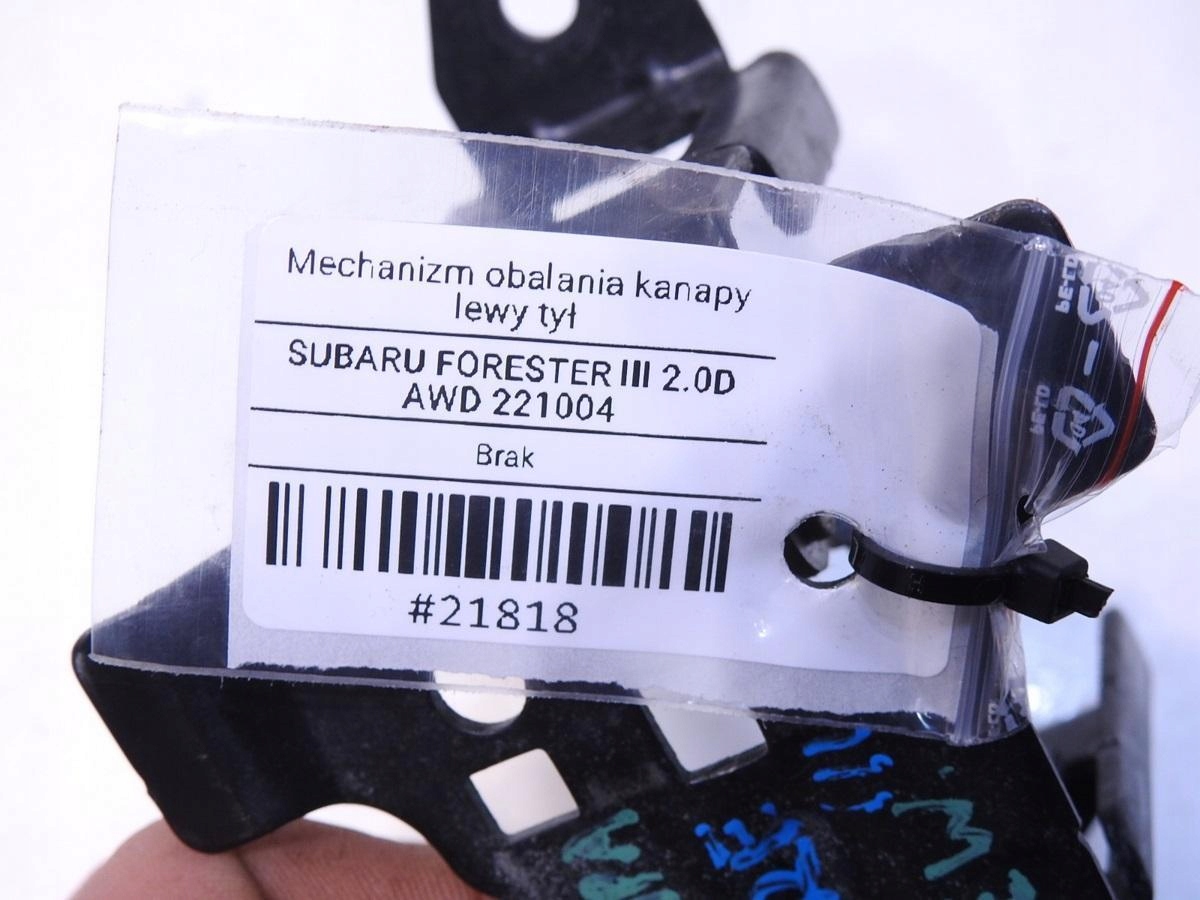 Mechanizm obalania kanapy
lewy tył
SUBARU FORESTER III 2.0D
AWD 221004
Brak
#21818